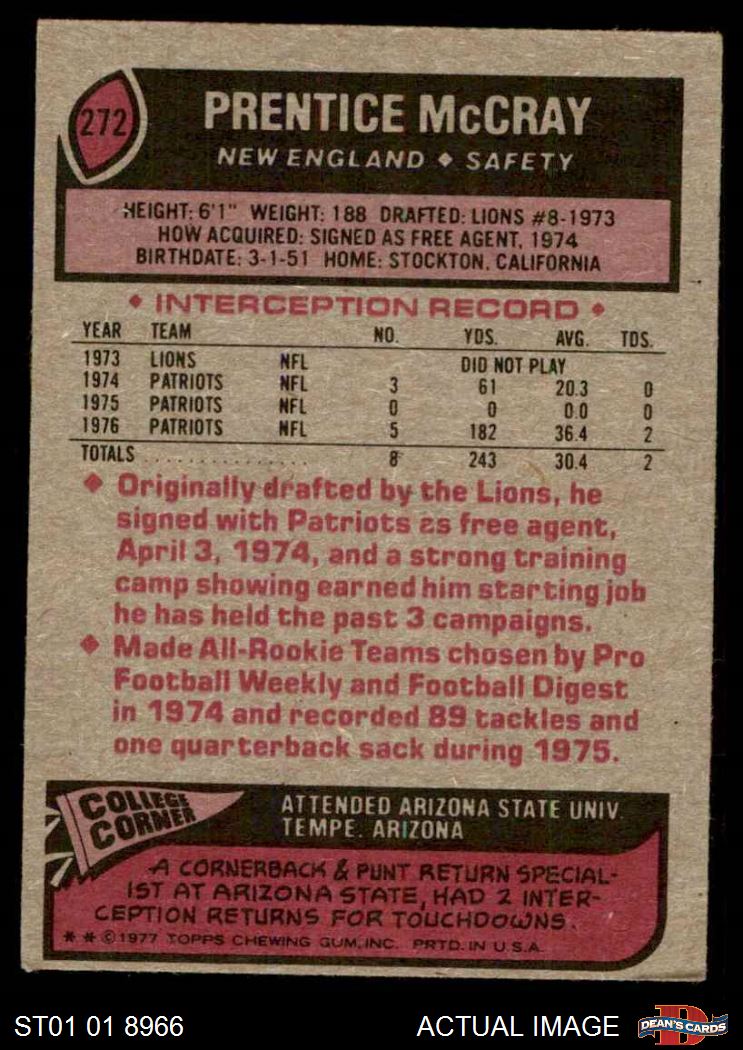 272
PRENTICE McCRAY
NEW ENGLAND ♦ SAFETY
HEIGHT: 6'1" WEIGHT: 188 DRAFTED: LIONS #8-1973
HOW ACQUIRED: SIGNED AS FREE AGENT, 1974
BIRTHDATE: 3-1-51 HOME: STOCKTON, CALIFORNIA
♦ INTERCEPTION RECORD ♦
YEAR TEAM NO. YDS. AVG. TDS.
1973 LIONS NFL DID NOT PLAY
1974 PATRIOTS NFL 3 61 20.3 0
1975 PATRIOTS NFL 0 0 0.0 0
1976 PATRIOTS NFL 5 182 36.4 2
TOTALS ................ 8 243 30.4 2
♦ Originally drafted by the Lions, he
signed with Patriots as free agent,
April 3, 1974, and a strong training
camp showing earned him starting job
he has held the past 3 campaigns.
♦ Made All-Rookie Teams chosen by Pro
Football Weekly and Football Digest
in 1974 and recorded 89 tackles and
one quarterback sack during 1975.
COLLEGE
CORNER
ATTENDED ARIZONA STATE UNIV.
TEMPE, ARIZONA
A CORNERBACK & PUNT RETURN SPECIAL-
IST AT ARIZONA STATE, HAD 2 INTER-
CEPTION RETURNS FOR TOUCHDOWNS.
* * ©1977 TOPPS CHEWING GUM, INC. PRTD. IN U.S.A.
ST01 01 8966
ACTUAL IMAGE
D
DEAN'S CARDS